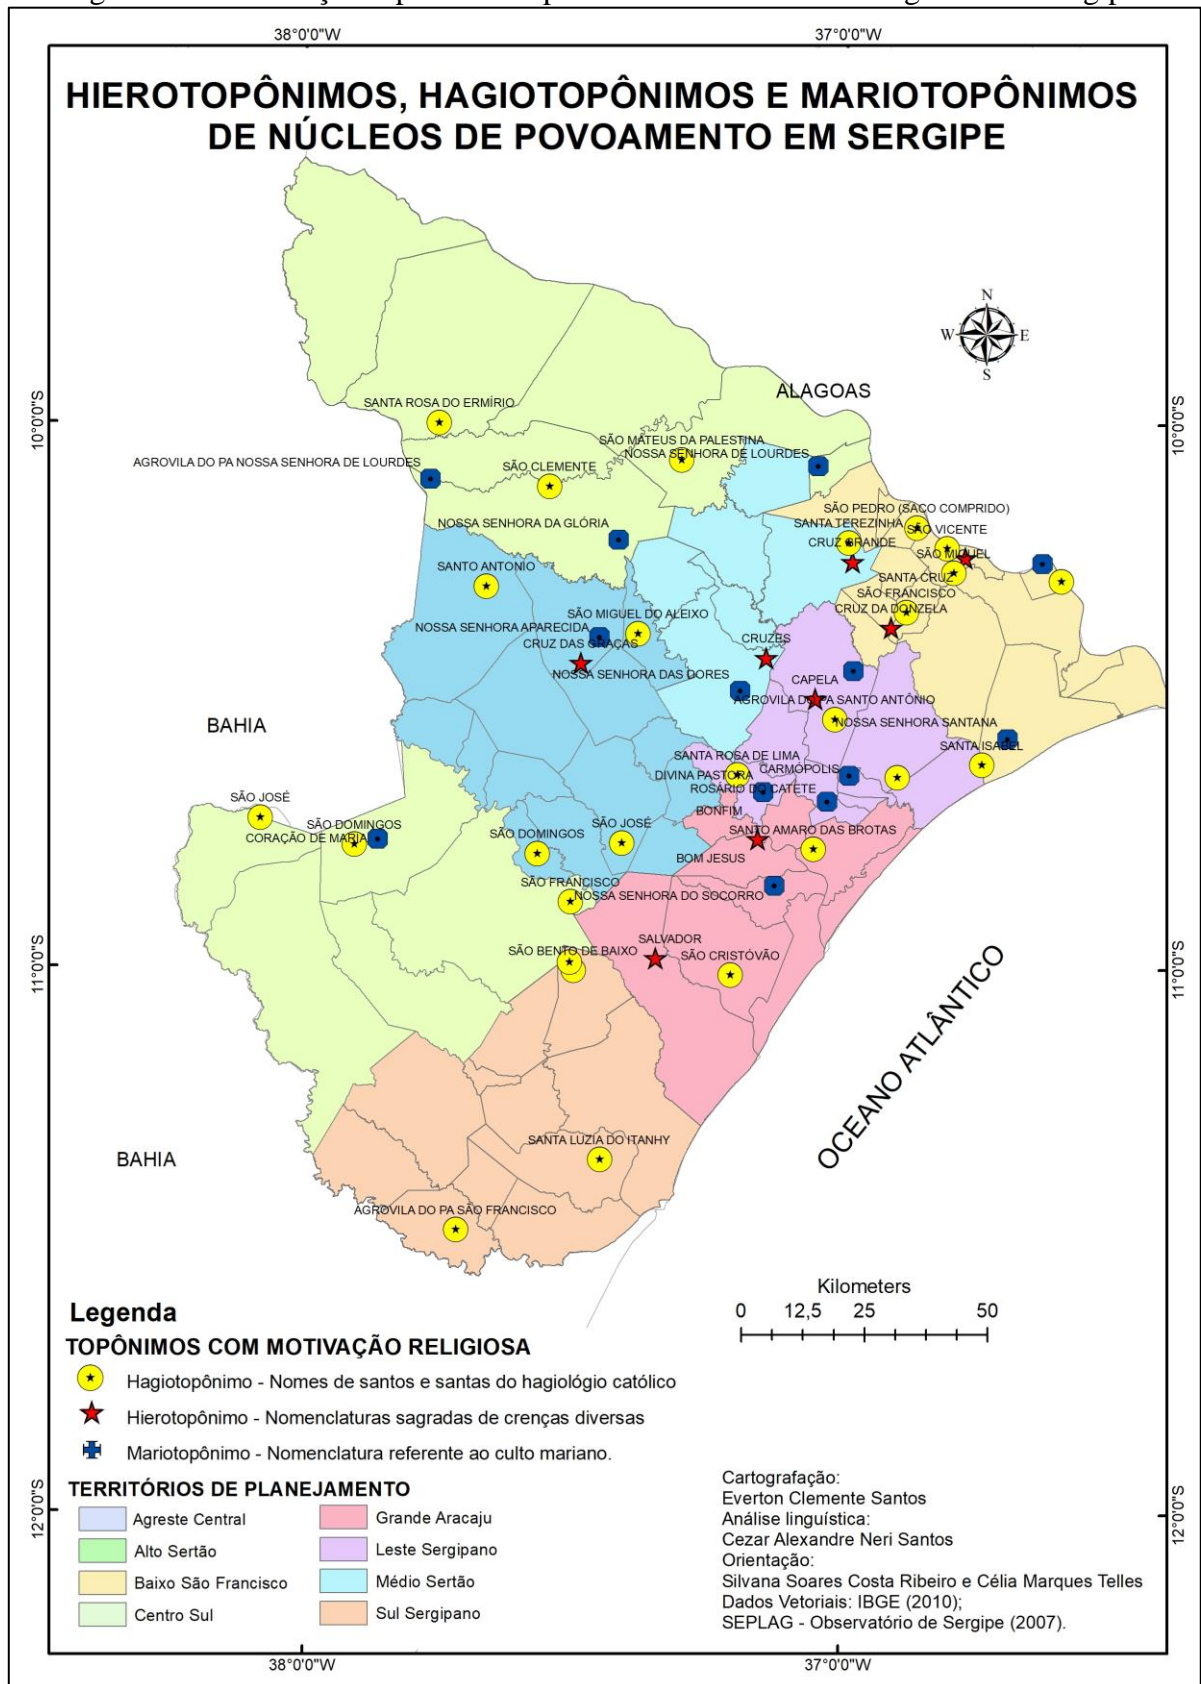 38°0'0"W
37°0'0"W
HIEROTOPÔNIMOS, HAGIOTOPÔNIMOS E MARIOTOPÔNIMOS
DE NÚCLEOS DE POVOAMENTO EM SERGIPE
N
W
E
S
ALAGOAS
10°0'0"S
10°0'0"S
SANTA ROSA DO ERMÍRIO
SÃO MATEUS DA PALESTINA
NOSSA SENHORA DE LOURDES
AGROVILA DO PA NOSSA SENHORA DE LOURDES
SÃO CLEMENTE
SÃO PEDRO (SACO COMPRIDO)
NOSSA SENHORA DA GLÓRIA
SANTA TEREZINHA
SÃO VICENTE
CRUZ GRANDE
SÃO MIGUEL
SANTO ANTONIO
SANTA CRUZ
SÃO FRANCISCO
SÃO MIGUEL DO ALEIXO
CRUZ DA DONZELA
NOSSA SENHORA APARECIDA
CRUZ DAS GRAÇAS
CRUZES
NOSSA SENHORA DAS DORES
CAPELA
AGROVILA DO PA SANTO ANTÔNIO
NOSSA SENHORA SANTANA
BAHIA
SANTA ISABEL
SANTA ROSA DE LIMA
CARMÓPOLIS
DIVINA PASTORA
ROSÁRIO DO CATETE
SÃO JOSÉ
BONFIM
SÃO DOMINGOS
CORAÇÃO DE MARIA
SÃO DOMINGOS
SÃO JOSÉ
SANTO AMARO DAS BROTAS
BOM JESUS
SÃO FRANCISCO
NOSSA SENHORA DO SOCORRO
SALVADOR
SÃO BENTO DE BAIXO
SÃO CRISTÓVÃO
11°0'0"S
11°0'0"S
OCEANO ATLÂNTICO
SANTA LUZIA DO ITANHY
BAHIA
AGROVILA DO PA SÃO FRANCISCO
Kilometers
0 12,5 25 50
Legenda
TOPÔNIMOS COM MOTIVAÇÃO RELIGIOSA
Hagiotopônimo - Nomes de santos e santas do hagiológio católico
Hierotopônimo - Nomenclaturas sagradas de crenças diversas
Mariotopônimo - Nomenclatura referente ao culto mariano.
TERRITÓRIOS DE PLANEJAMENTO
Agreste Central
Alto Sertão
Baixo São Francisco
Centro Sul
Grande Aracaju
Leste Sergipano
Médio Sertão
Sul Sergipano
Cartografação:
Everton Clemente Santos
Análise linguística:
Cezar Alexandre Neri Santos
Orientação:
Silvana Soares Costa Ribeiro e Célia Marques Telles
Dados Vetoriais: IBGE (2010);
SEPLAG - Observatório de Sergipe (2007).
12°0'0"S
12°0'0"S
38°0'0"W
37°0'0"W